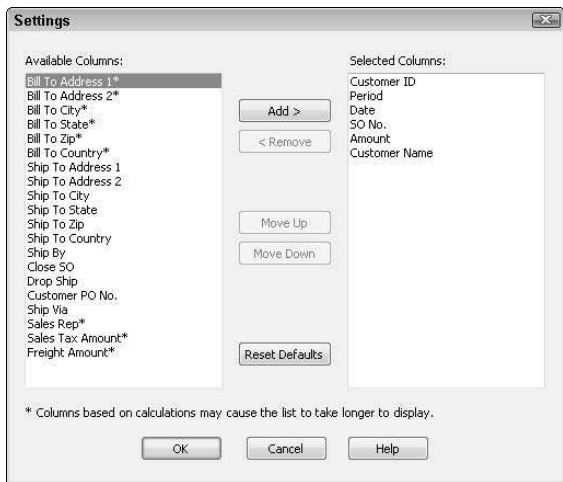 Settings
Available Columns:
Bill To Address 1*
Bill To Address 2*
Bill To City*
Bill To State*
Bill To Zip*
Bill To Country*
Ship To Address 1
Ship To Address 2
Ship To City
Ship To State
Ship To Zip
Ship To Country
Ship By
Close SO
Drop Ship
Customer PO No.
Ship Via
Sales Rep*
Sales Tax Amount*
Freight Amount*
Add >
< Remove
Move Up
Move Down
Reset Defaults
Selected Columns:
Customer ID
Period
Date
SO No.
Amount
Customer Name
* Columns based on calculations may cause the list to take longer to display.
OK
Cancel
Help